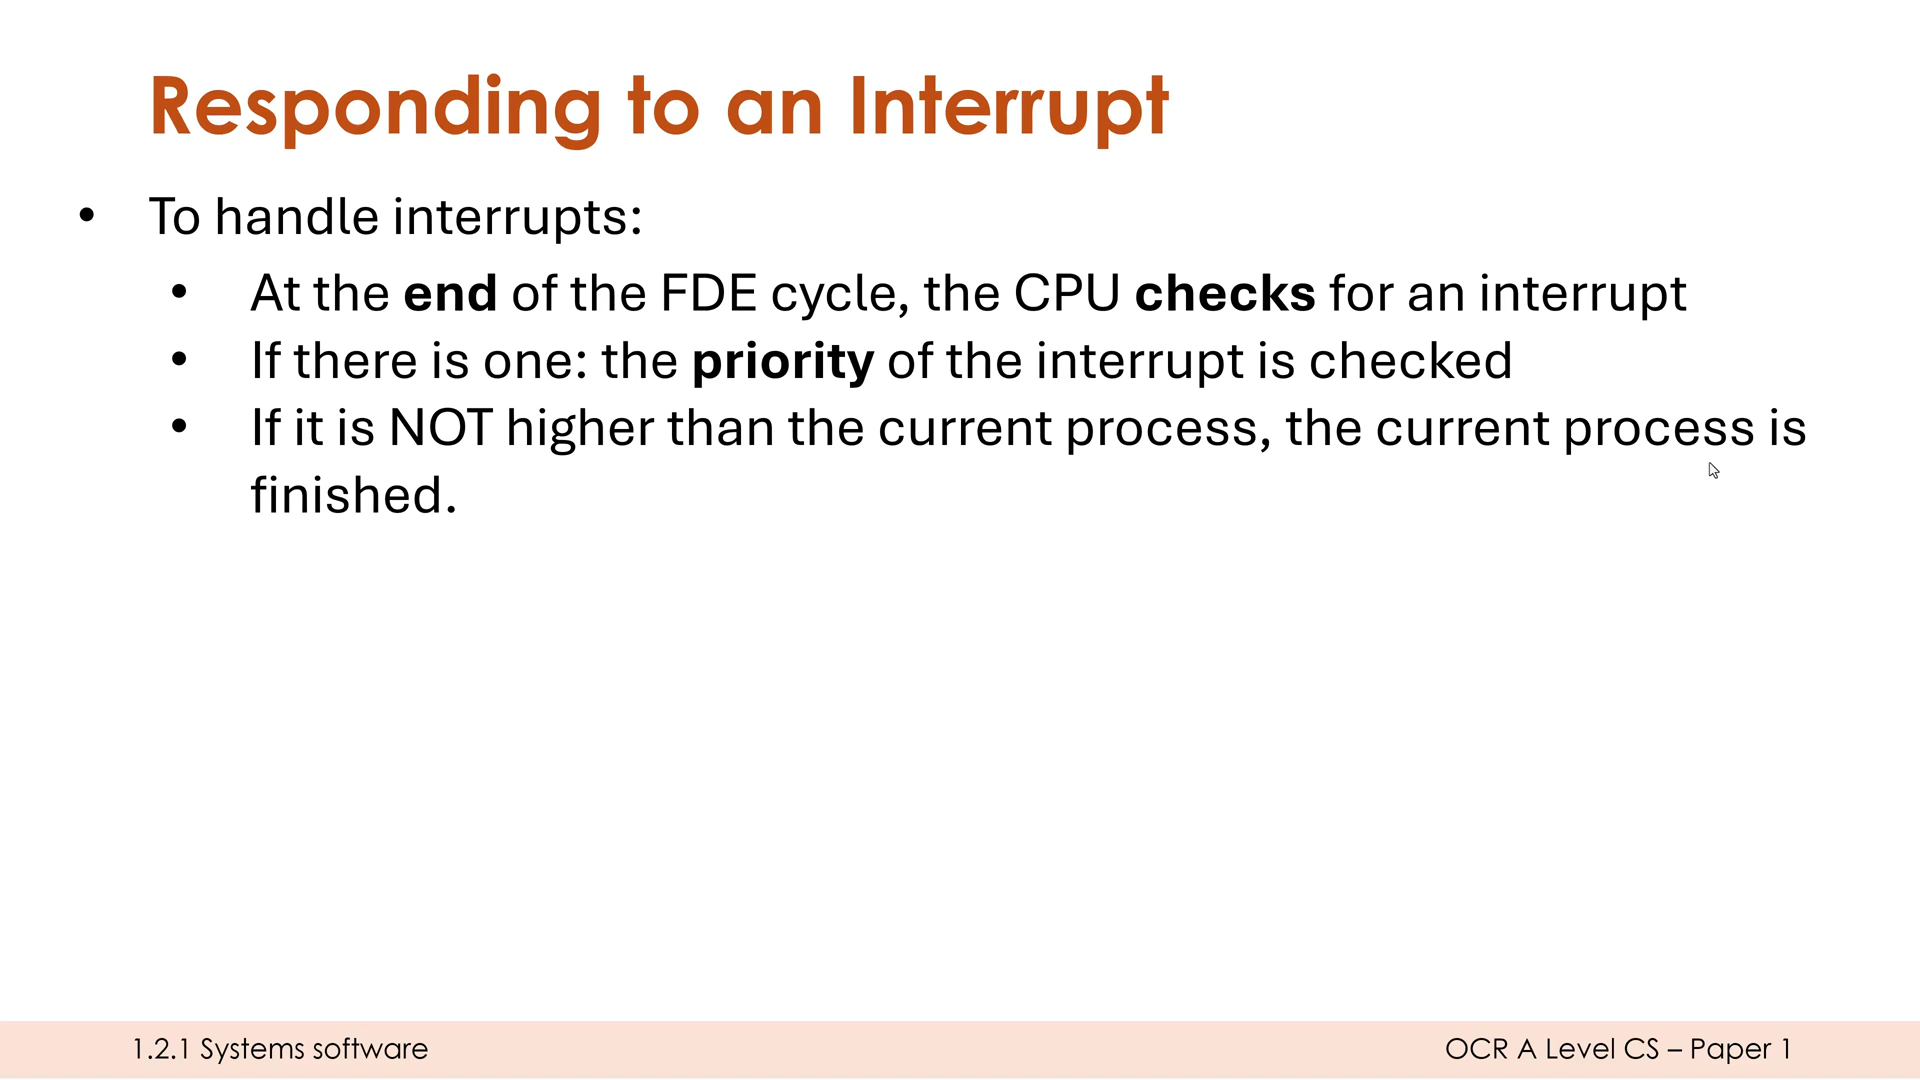 Responding to an Interrupt
• To handle interrupts:
• At the end of the FDE cycle, the CPU checks for an interrupt
• If there is one: the priority of the interrupt is checked
• If it is NOT higher than the current process, the current process is
finished.
1.2.1 Systems software
OCR A Level CS – Paper 1